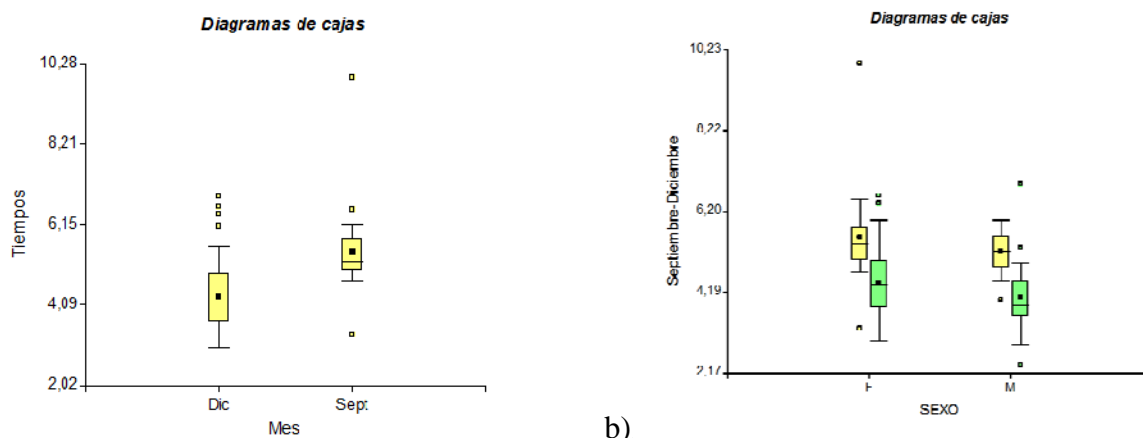 Diagramas de cajas
10,28
8,21
6,15
4,09
2,02
Tiempos
Dic Sept
Mes
b)
Diagramas de cajas
10,23
8,22
6,20
4,19
2,17
Septiembre-Diciembre
F M
SEXO